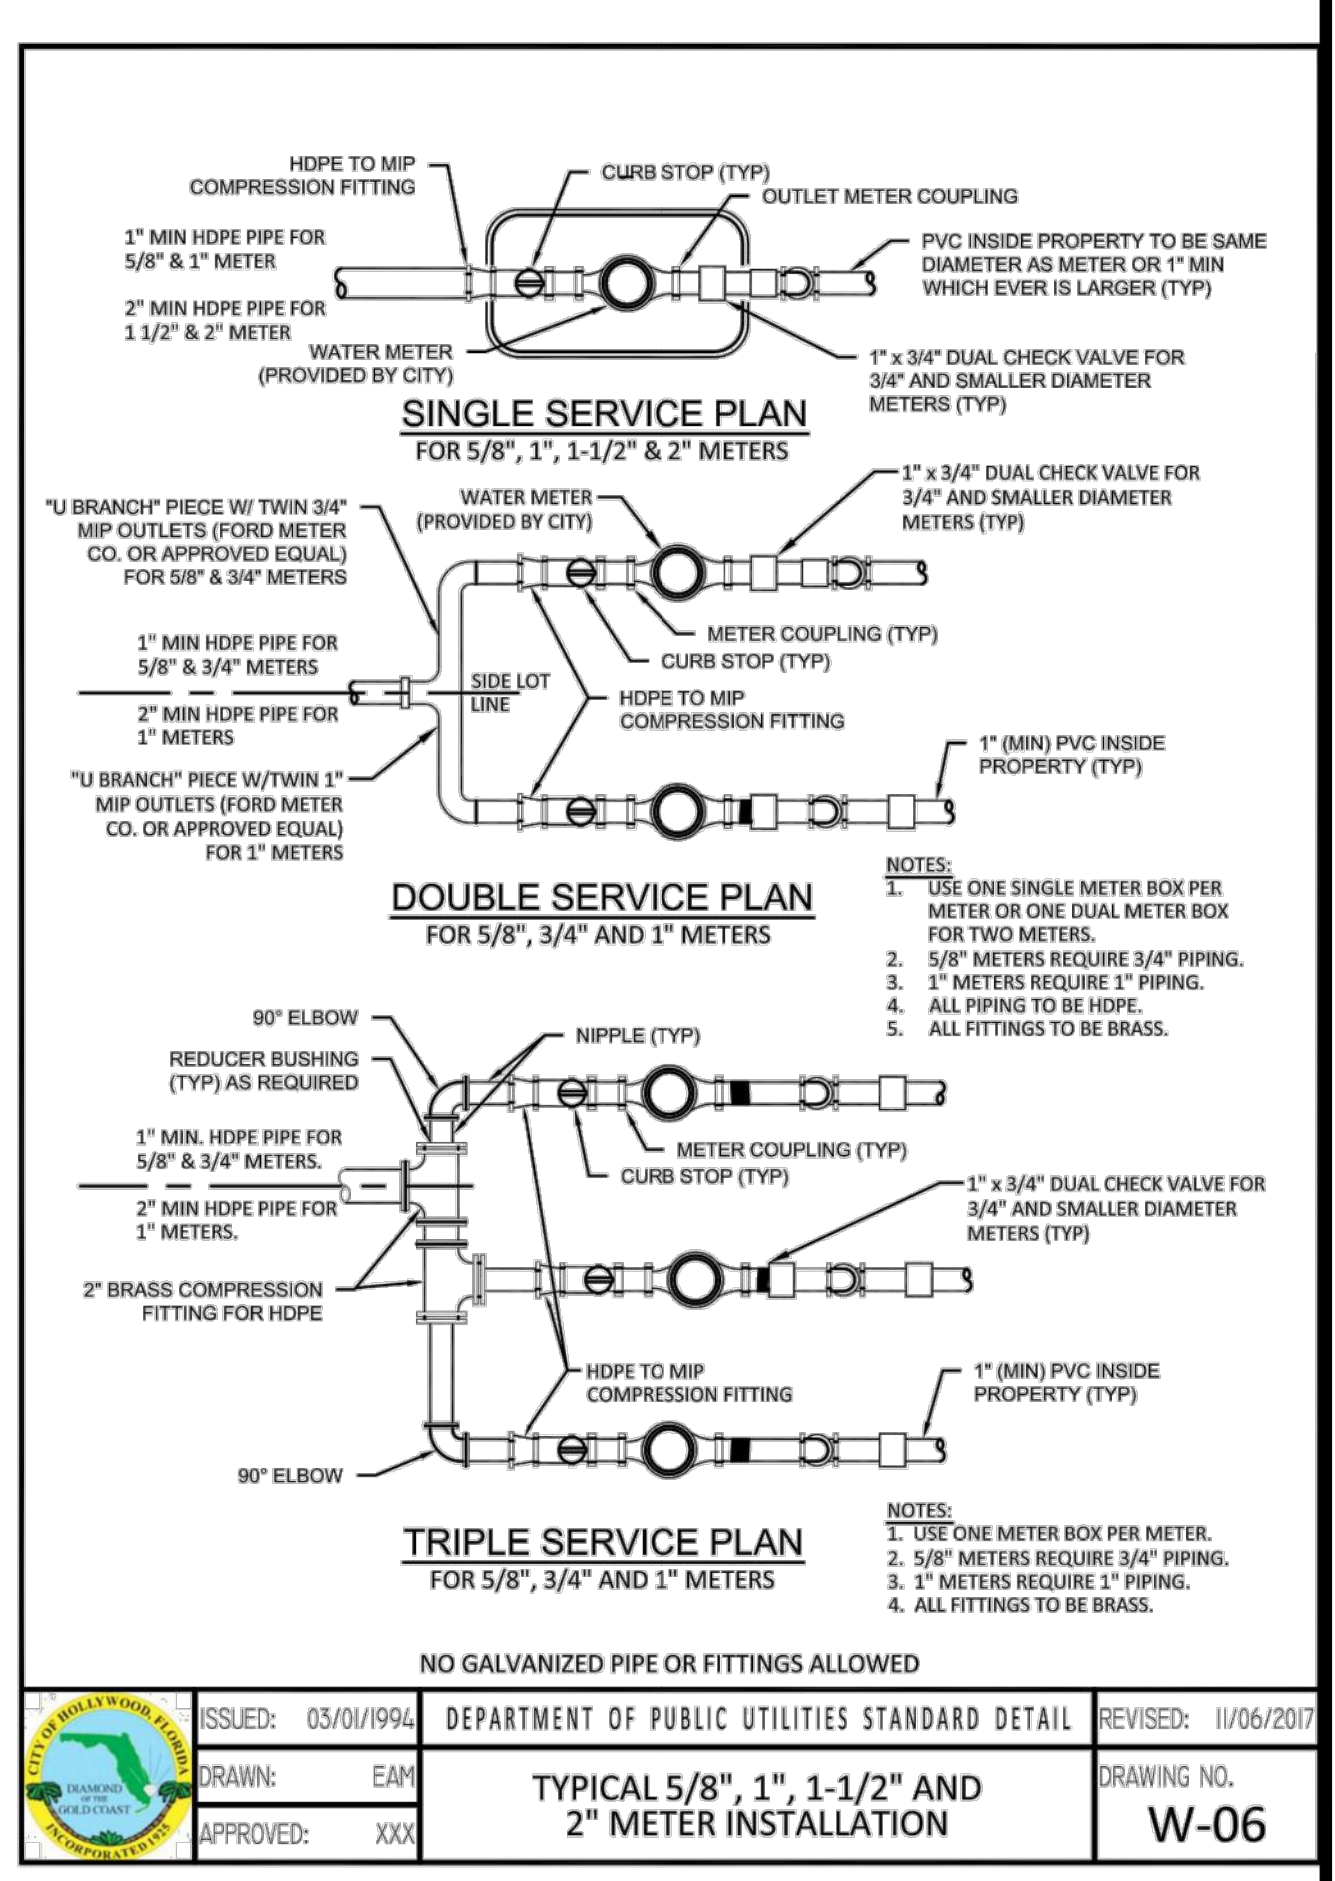 HDPE TO MIP
COMPRESSION FITTING
CURB STOP (TYP)
OUTLET METER COUPLING
1" MIN HDPE PIPE FOR
5/8" & 1" METER
PVC INSIDE PROPERTY TO BE SAME
DIAMETER AS METER OR 1" MIN
WHICH EVER IS LARGER (TYP)
2" MIN HDPE PIPE FOR
1 1/2" & 2" METER
WATER METER
(PROVIDED BY CITY)
1" x 3/4" DUAL CHECK VALVE FOR
3/4" AND SMALLER DIAMETER
METERS (TYP)
SINGLE SERVICE PLAN
FOR 5/8", 1", 1-1/2" & 2" METERS
"U BRANCH" PIECE W/ TWIN 3/4"
MIP OUTLETS (FORD METER
CO. OR APPROVED EQUAL)
FOR 5/8" & 3/4" METERS
WATER METER
(PROVIDED BY CITY)
1" x 3/4" DUAL CHECK VALVE FOR
3/4" AND SMALLER DIAMETER
METERS (TYP)
1" MIN HDPE PIPE FOR
5/8" & 3/4" METERS
METER COUPLING (TYP)
CURB STOP (TYP)
SIDE LOT
LINE
HDPE TO MIP
COMPRESSION FITTING
2" MIN HDPE PIPE FOR
1" METERS
1" (MIN) PVC INSIDE
PROPERTY (TYP)
"U BRANCH" PIECE W/TWIN 1"
MIP OUTLETS (FORD METER
CO. OR APPROVED EQUAL)
FOR 1" METERS
DOUBLE SERVICE PLAN
FOR 5/8", 3/4" AND 1" METERS
NOTES:
1. USE ONE SINGLE METER BOX PER
METER OR ONE DUAL METER BOX
FOR TWO METERS.
2. 5/8" METERS REQUIRE 3/4" PIPING.
3. 1" METERS REQUIRE 1" PIPING.
4. ALL PIPING TO BE HDPE.
5. ALL FITTINGS TO BE BRASS.
90° ELBOW
NIPPLE (TYP)
REDUCER BUSHING
(TYP) AS REQUIRED
1" MIN. HDPE PIPE FOR
5/8" & 3/4" METERS.
METER COUPLING (TYP)
CURB STOP (TYP)
2" MIN HDPE PIPE FOR
1" METERS.
1" x 3/4" DUAL CHECK VALVE FOR
3/4" AND SMALLER DIAMETER
METERS (TYP)
2" BRASS COMPRESSION
FITTING FOR HDPE
HDPE TO MIP
COMPRESSION FITTING
1" (MIN) PVC INSIDE
PROPERTY (TYP)
90° ELBOW
TRIPLE SERVICE PLAN
FOR 5/8", 3/4" AND 1" METERS
NOTES:
1. USE ONE METER BOX PER METER.
2. 5/8" METERS REQUIRE 3/4" PIPING.
3. 1" METERS REQUIRE 1" PIPING.
4. ALL FITTINGS TO BE BRASS.
NO GALVANIZED PIPE OR FITTINGS ALLOWED
CITY OF HOLLYWOOD, FLORIDA
DIAMOND
OF THE
GOLD COAST
INCORPORATED 1925
ISSUED: 03/01/1994
DRAWN: EAM
APPROVED: XXX
DEPARTMENT OF PUBLIC UTILITIES STANDARD DETAIL
TYPICAL 5/8", 1", 1-1/2" AND
2" METER INSTALLATION
REVISED: 11/06/2017
DRAWING NO.
W-06